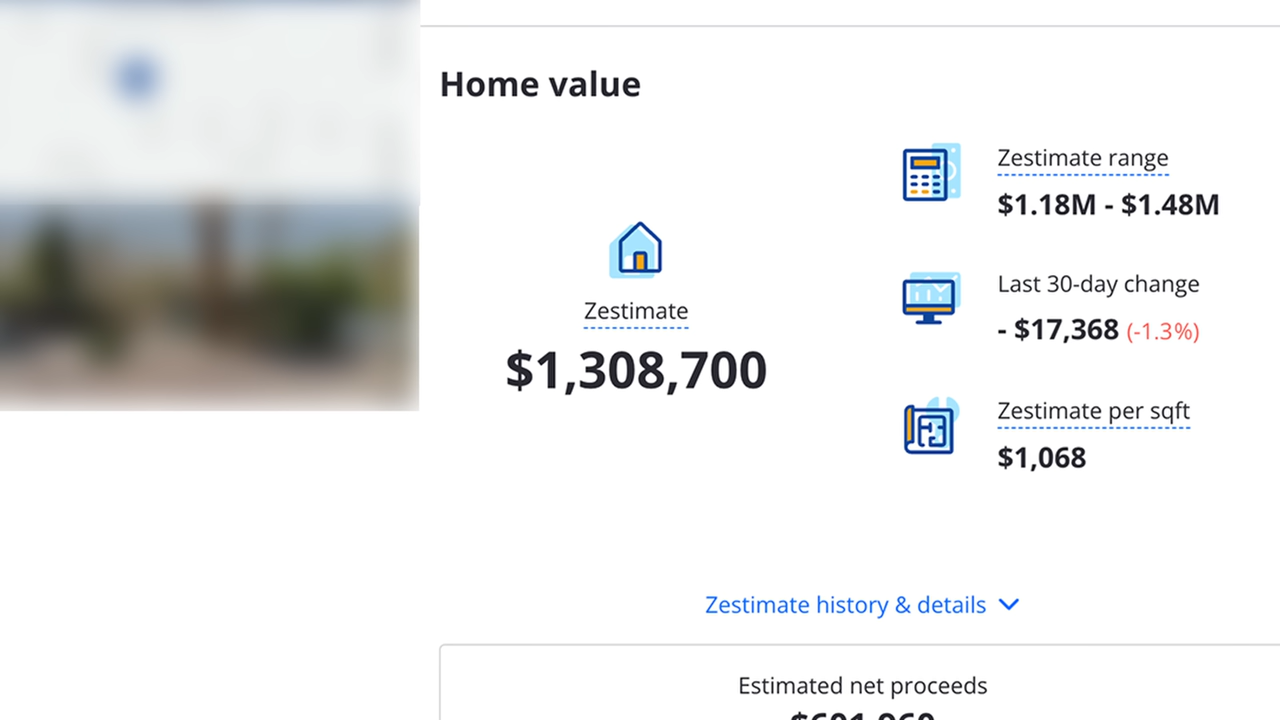 Home value
Zestimate
$1,308,700
Zestimate range
$1.18M - $1.48M
Last 30-day change
- $17,368 (-1.3%)
Zestimate per sqft
$1,068
Zestimate history & details
Estimated net proceeds